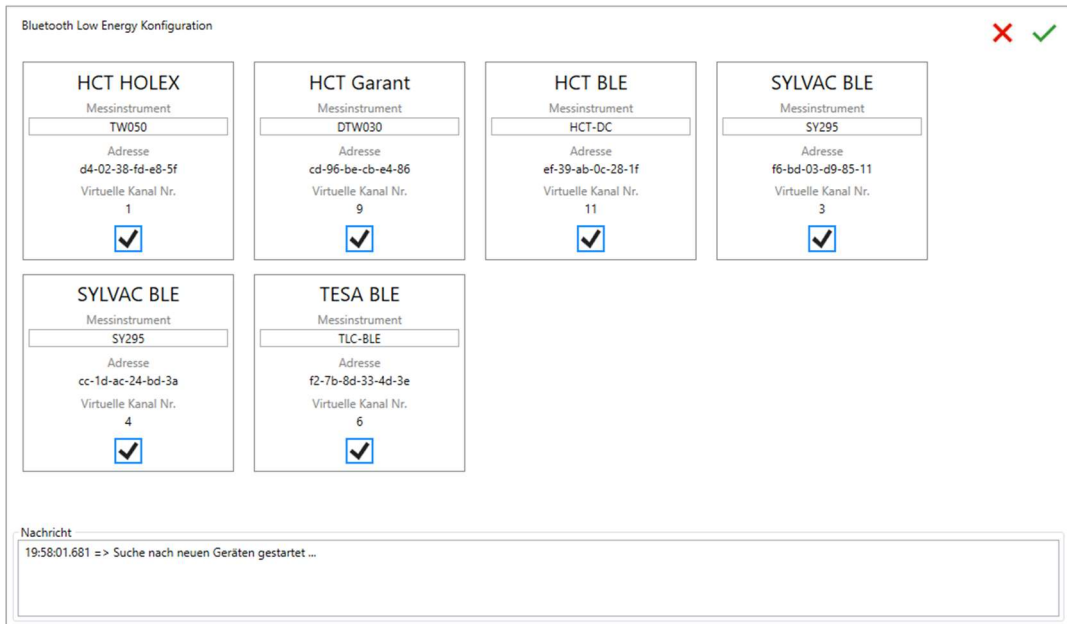 Bluetooth Low Energy Konfiguration
HCT HOLEX
Messinstrument
TW050
Adresse
d4-02-38-fd-e8-5f
Virtuelle Kanal Nr.
1
HCT Garant
Messinstrument
DTW030
Adresse
cd-96-be-cb-e4-86
Virtuelle Kanal Nr.
9
HCT BLE
Messinstrument
HCT-DC
Adresse
ef-39-ab-0c-28-1f
Virtuelle Kanal Nr.
11
SYLVAC BLE
Messinstrument
SY295
Adresse
f6-bd-03-d9-85-11
Virtuelle Kanal Nr.
3
SYLVAC BLE
Messinstrument
SY295
Adresse
cc-1d-ac-24-bd-3a
Virtuelle Kanal Nr.
4
TESA BLE
Messinstrument
TLC-BLE
Adresse
f2-7b-8d-33-4d-3e
Virtuelle Kanal Nr.
6
Nachricht
19:58:01.681 => Suche nach neuen Geräten gestartet ...